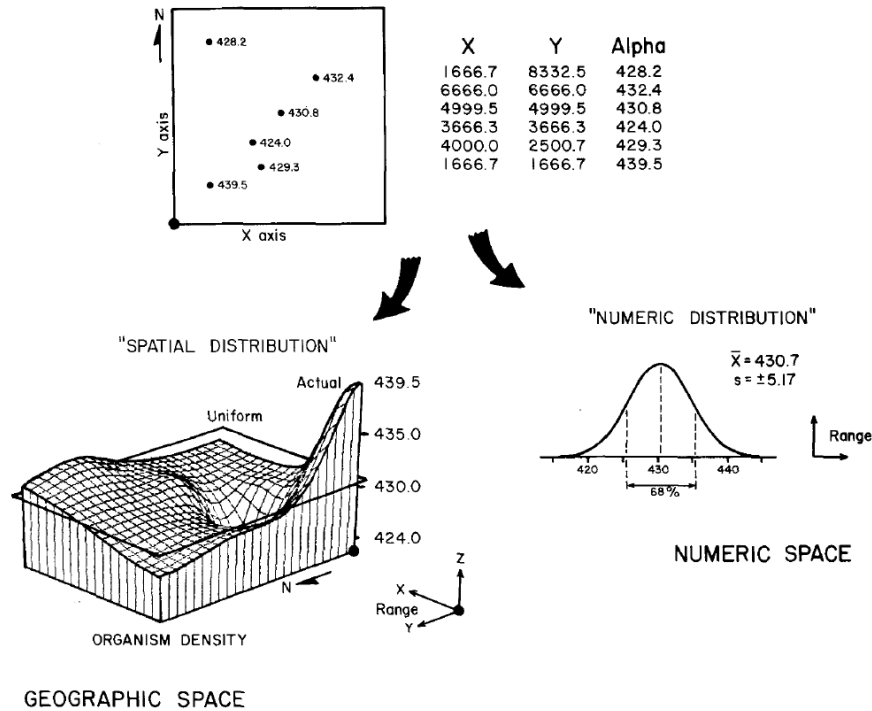 N
428.2
432.4
430.8
424.0
429.3
439.5
Y axis
X axis
X Y Alpha
1666.7 8332.5 428.2
6666.0 6666.0 432.4
4999.5 4999.5 430.8
3666.3 3666.3 424.0
4000.0 2500.7 429.3
1666.7 1666.7 439.5
"SPATIAL DISTRIBUTION"
Actual
439.5
Uniform
435.0
430.0
424.0
N
X
Range
Y
Z
ORGANISM DENSITY
GEOGRAPHIC SPACE
"NUMERIC DISTRIBUTION"
X̅ = 430.7
s = ±5.17
Range
420 430 440
68%
NUMERIC SPACE